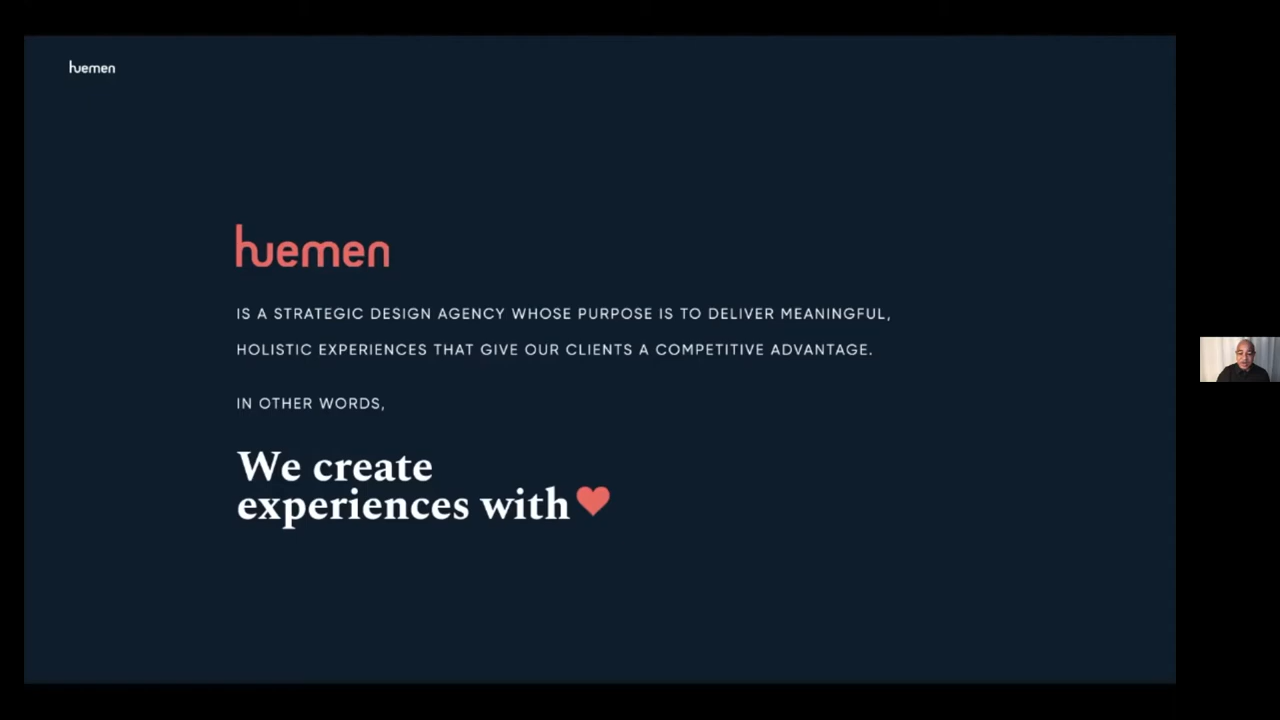 huemen
huemen
IS A STRATEGIC DESIGN AGENCY WHOSE PURPOSE IS TO DELIVER MEANINGFUL,
HOLISTIC EXPERIENCES THAT GIVE OUR CLIENTS A COMPETITIVE ADVANTAGE.
IN OTHER WORDS,
We create
experiences with